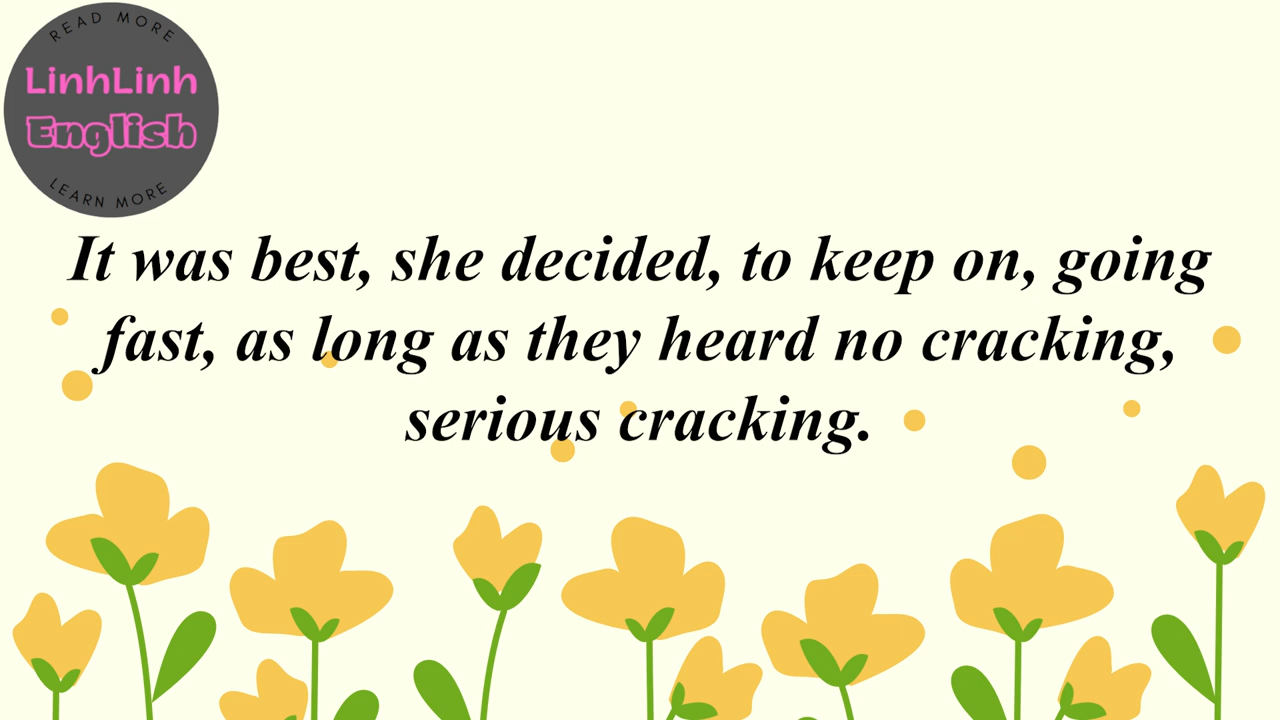 READ MORE
LinhLinh
English
LEARN MORE
It was best, she decided, to keep on, going
fast, as long as they heard no cracking,
serious cracking.